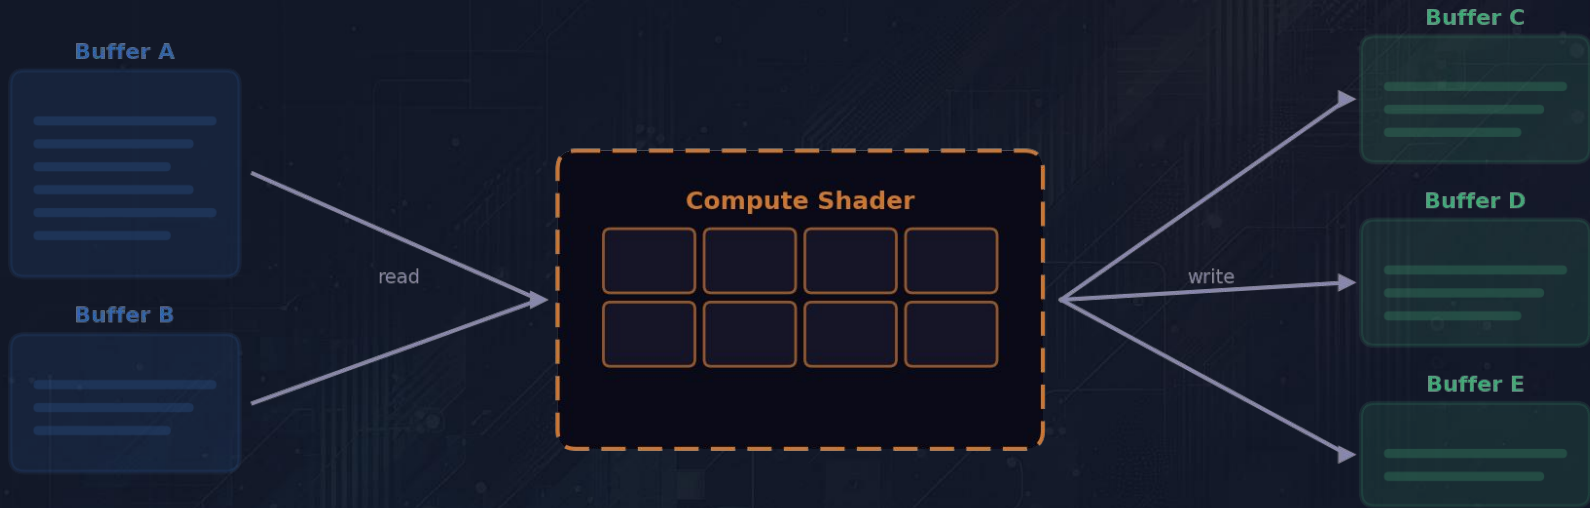 Buffer A
Buffer B
read
Compute Shader
write
Buffer C
Buffer D
Buffer E